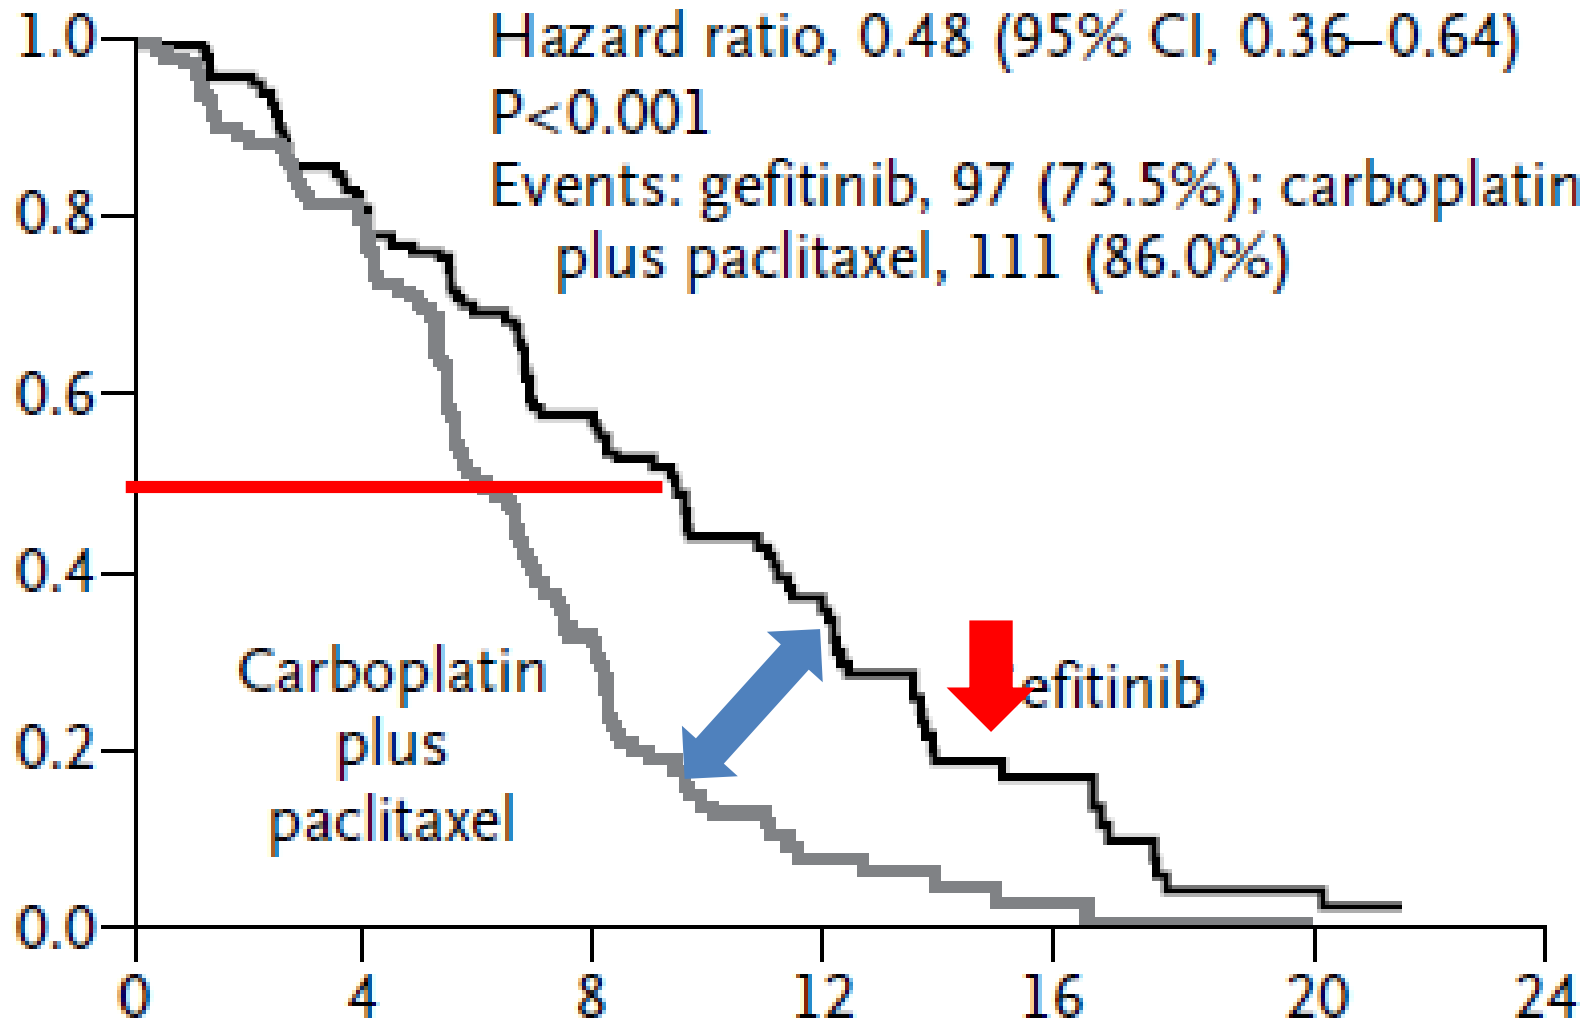 1.0
Hazard ratio, 0.48 (95% CI, 0.36–0.64)
P<0.001
Events: gefitinib, 97 (73.5%); carboplatin
plus paclitaxel, 111 (86.0%)
0.8
0.6
0.4
0.2
0.0
Carboplatin
plus
paclitaxel
efitinib
0 4 8 12 16 20 24